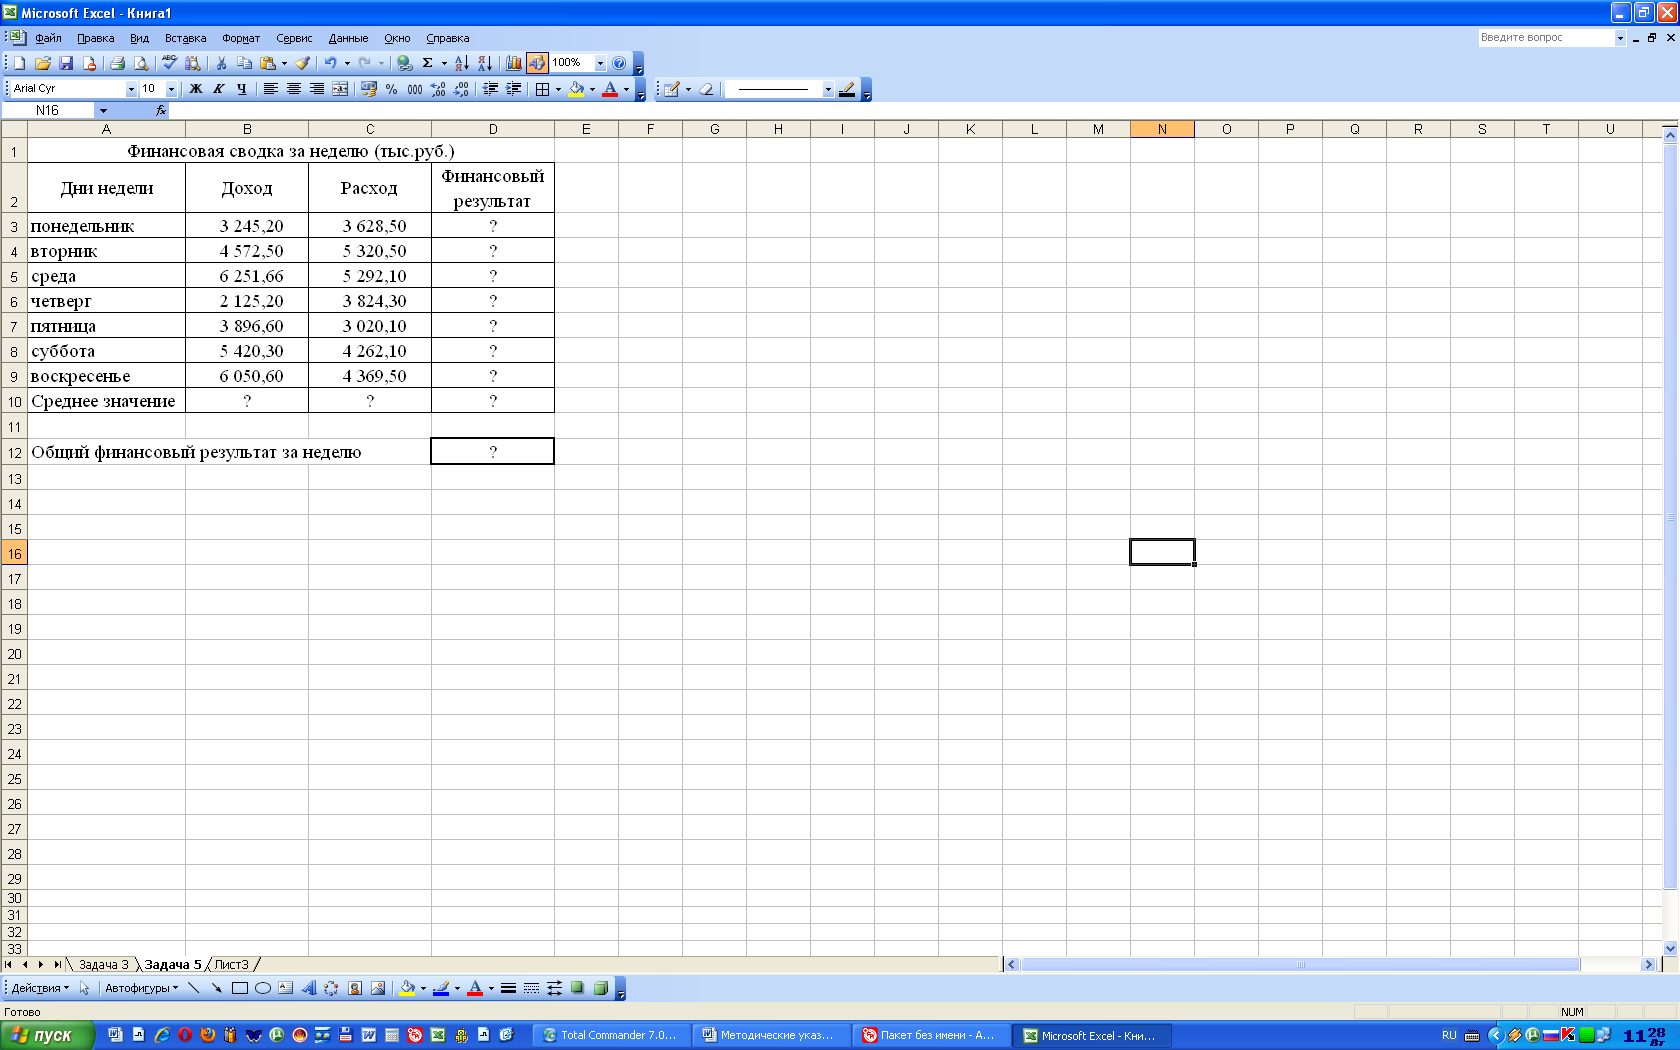 Microsoft Excel - Книга1
Файл Правка Вид Вставка Формат Сервис Данные Окно Справка
Введите вопрос
100%
Arial Cyr 10 Ж К Ч % 000
N16 fx
A B C D E F G H I J K L M N O P Q R S T U
1 Финансовая сводка за неделю (тыс.руб.)
2 Дни недели Доход Расход Финансовый результат
3 понедельник 3 245,20 3 628,50 ?
4 вторник 4 572,50 5 320,50 ?
5 среда 6 251,66 5 292,10 ?
6 четверг 2 125,20 3 824,30 ?
7 пятница 3 896,60 3 020,10 ?
8 суббота 5 420,30 4 262,10 ?
9 воскресенье 6 050,60 4 369,50 ?
10 Среднее значение ? ? ?
11
12 Общий финансовый результат за неделю ?
13
14
15
16
17
18
19
20
21
22
23
24
25
26
27
28
29
30
31
32
33
Задача 3 Задача 5 Лист3
Действия Автофигуры
Готово
NUM
пуск Total Commander 7.0... Методические указ... Пакет без имени - A... Microsoft Excel - Кни... RU 11 28 Вт